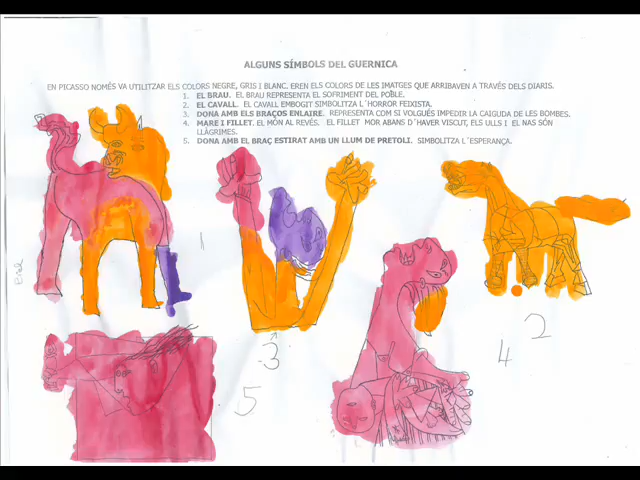 ALGUNS SÍMBOLS DEL GUERNICA
EN PICASSO NOMÉS VA UTILITZAR ELS COLORS NEGRE, GRIS I BLANC. EREN ELS COLORS DE LES IMATGES QUE ARRIBAVEN A TRAVÉS DELS DIARIS.
1. EL BRAU. EL BRAU REPRESENTA EL SOFRIMENT DEL POBLE.
2. EL CAVALL. EL CAVALL EMBOGIT SIMBOLITZA L´HORROR FEIXISTA.
3. DONA AMB ELS BRAÇOS ENLAIRE. REPRESENTA COM SI VOLGUÉS IMPEDIR LA CAIGUDA DE LES BOMBES.
4. MARE I FILLET. EL MÓN AL REVÉS. EL FILLET MOR ABANS D´HAVER VISCUT, ELS ULLS I EL NAS SÓN
LLÀGRIMES.
5. DONA AMB EL BRAÇ ESTIRAT AMB UN LLUM DE PETROLI. SIMBOLITZA L´ESPERANÇA.
1
2
3
4
5